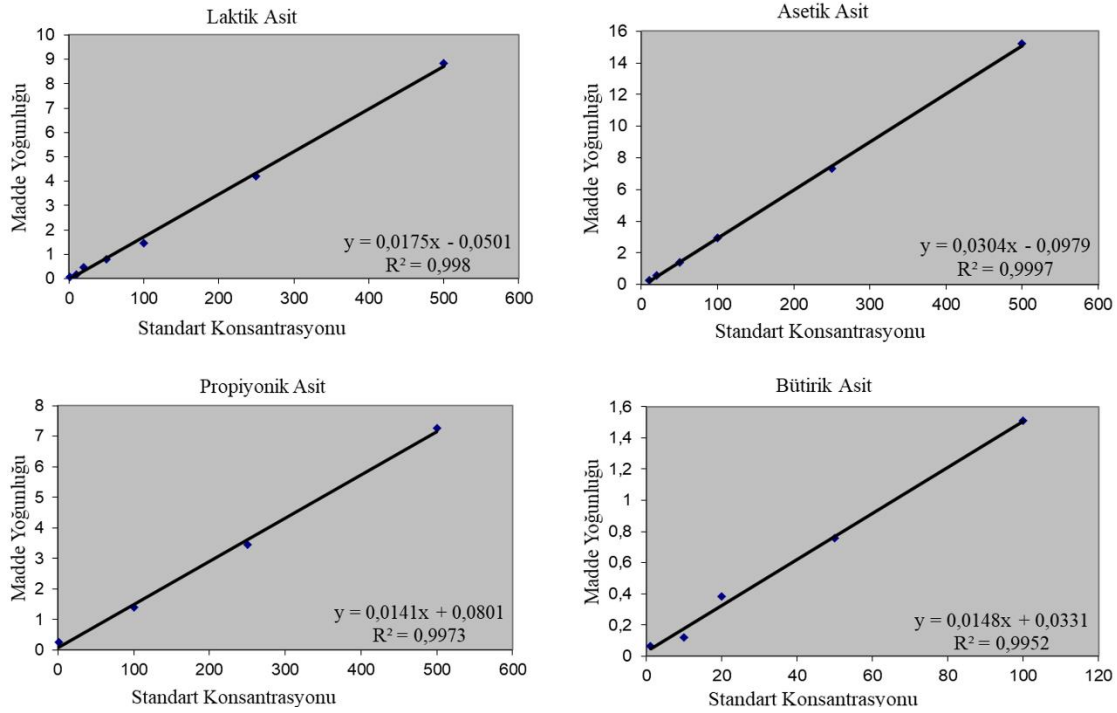 Laktik Asit
10
9
8
7
6
5
4
3
2
1
0
Madde Yoğunluğu
y = 0,0175x - 0,0501
R² = 0,998
0 100 200 300 400 500 600
Standart Konsantrasyonu
Asetik Asit
16
14
12
10
8
6
4
2
0
Madde Yoğunluğu
y = 0,0304x - 0,0979
R² = 0,9997
0 100 200 300 400 500 600
Standart Konsantrasyonu
Propiyonik Asit
8
7
6
5
4
3
2
1
0
Madde Yoğunluğu
y = 0,0141x + 0,0801
R² = 0,9973
0 100 200 300 400 500 600
Standart Konsantrasyonu
Bütirik Asit
1,6
1,4
1,2
1
0,8
0,6
0,4
0,2
0
Madde Yoğunluğu
y = 0,0148x + 0,0331
R² = 0,9952
0 20 40 60 80 100 120
Standart Konsantrasyonu